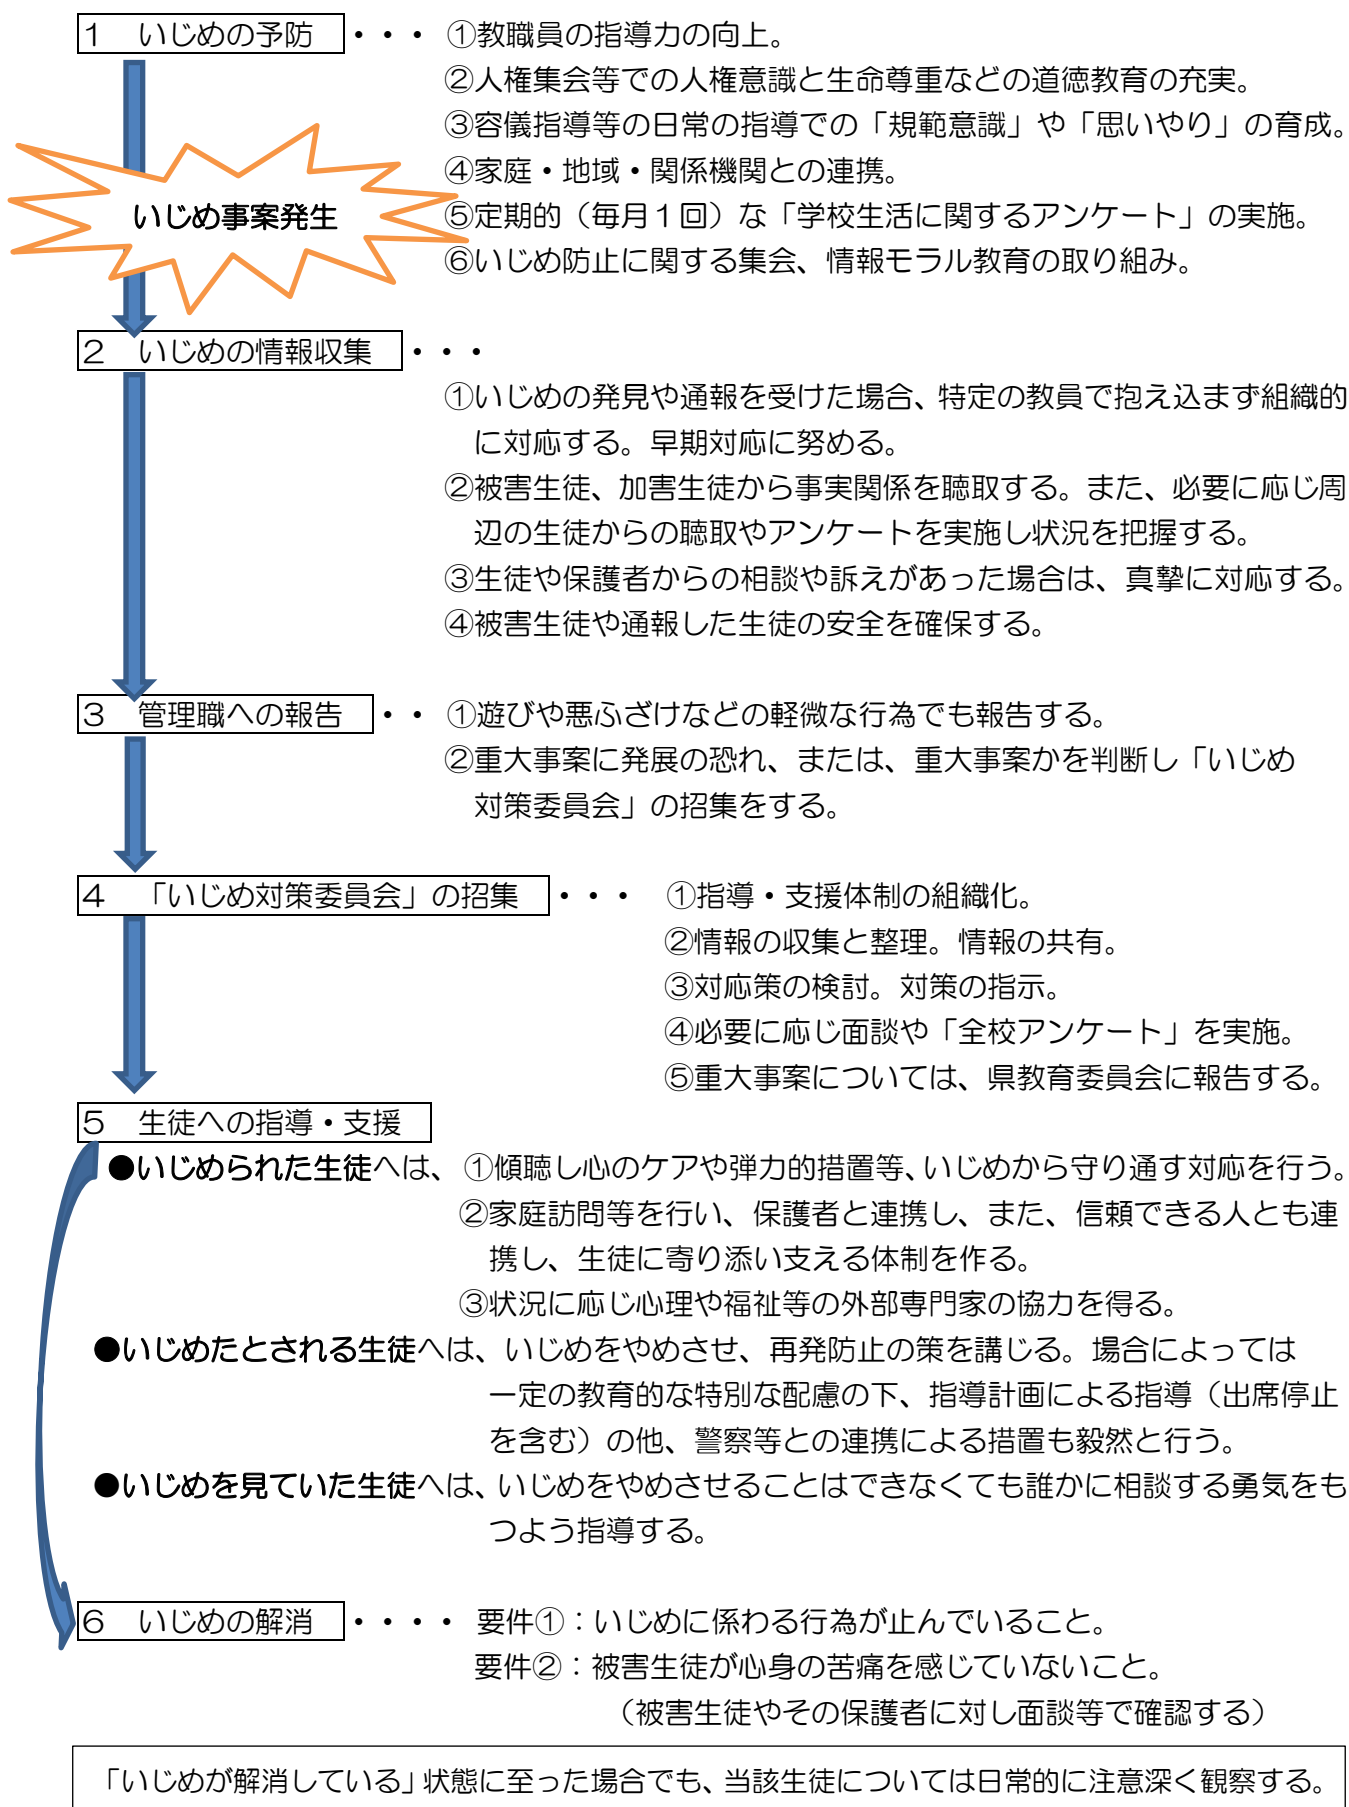 １　いじめの予防　・・・　①教職員の指導力の向上。
②人権集会等での人権意識と生命尊重などの道徳教育の充実。
③容儀指導等の日常の指導での「規範意識」や「思いやり」の育成。
④家庭・地域・関係機関との連携。
いじめ事案発生
⑤定期的（毎月１回）な「学校生活に関するアンケート」の実施。
⑥いじめ防止に関する集会、情報モラル教育の取り組み。
２　いじめの情報収集　・・・
①いじめの発見や通報を受けた場合、特定の教員で抱え込まず組織的
に対応する。早期対応に努める。
②被害生徒、加害生徒から事実関係を聴取する。また、必要に応じ周
辺の生徒からの聴取やアンケートを実施し状況を把握する。
③生徒や保護者からの相談や訴えがあった場合は、真摯に対応する。
④被害生徒や通報した生徒の安全を確保する。
３　管理職への報告　・・　①遊びや悪ふざけなどの軽微な行為でも報告する。
②重大事案に発展の恐れ、または、重大事案かを判断し「いじめ
対策委員会」の招集をする。
４　「いじめ対策委員会」の招集　・・・　①指導・支援体制の組織化。
②情報の収集と整理。情報の共有。
③対応策の検討。対策の指示。
④必要に応じ面談や「全校アンケート」を実施。
⑤重大事案については、県教育委員会に報告する。
５　生徒への指導・支援
●いじめられた生徒へは、①傾聴し心のケアや弾力的措置等、いじめから守り通す対応を行う。
②家庭訪問等を行い、保護者と連携し、また、信頼できる人とも連
携し、生徒に寄り添い支える体制を作る。
③状況に応じ心理や福祉等の外部専門家の協力を得る。
●いじめたとされる生徒へは、いじめをやめさせ、再発防止の策を講じる。場合によっては
一定の教育的な特別な配慮の下、指導計画による指導（出席停止
を含む）の他、警察等との連携による措置も毅然と行う。
●いじめを見ていた生徒へは、いじめをやめさせることはできなくても誰かに相談する勇気をも
つよう指導する。
６　いじめの解消　・・・・　要件①：いじめに係わる行為が止んでいること。
要件②：被害生徒が心身の苦痛を感じていないこと。
（被害生徒やその保護者に対し面談等で確認する）
「いじめが解消している」状態に至った場合でも、当該生徒については日常的に注意深く観察する。